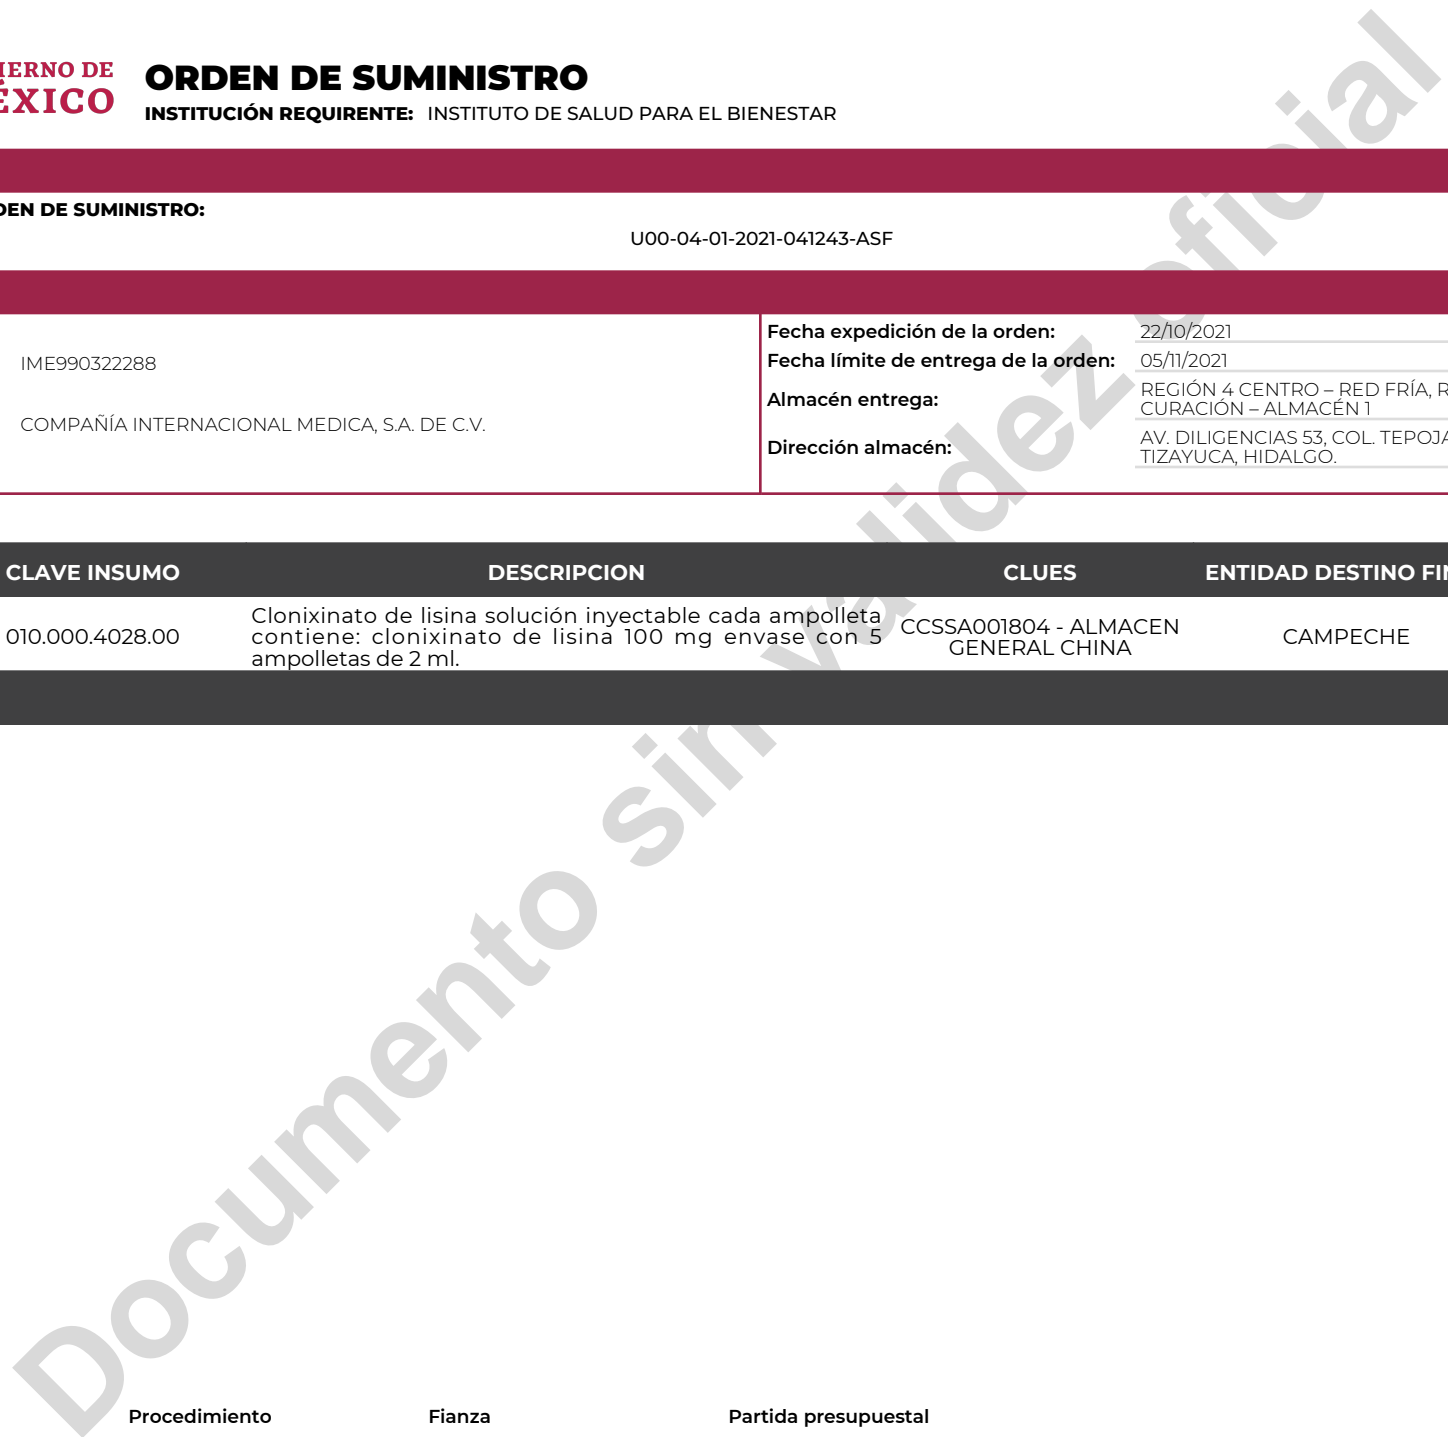 IERNO DE
ÉXICO
ORDEN DE SUMINISTRO
INSTITUCIÓN REQUIRENTE: INSTITUTO DE SALUD PARA EL BIENESTAR
DEN DE SUMINISTRO:
U00-04-01-2021-041243-ASF
IME990322288
COMPAÑÍA INTERNACIONAL MEDICA, S.A. DE C.V.
Fecha expedición de la orden: 22/10/2021
Fecha límite de entrega de la orden: 05/11/2021
Almacén entrega: REGIÓN 4 CENTRO – RED FRÍA, R
CURACIÓN – ALMACÉN 1
Dirección almacén: AV. DILIGENCIAS 53, COL. TEPOJA
TIZAYUCA, HIDALGO.
CLAVE INSUMO DESCRIPCION CLUES ENTIDAD DESTINO FIN
010.000.4028.00
Clonixinato de lisina solución inyectable cada ampolleta
contiene: clonixinato de lisina 100 mg envase con 5
ampolletas de 2 ml.
CCSSA001804 - ALMACEN
GENERAL CHINA
CAMPECHE
Documento sin validez oficial
Procedimiento Fianza Partida presupuestal